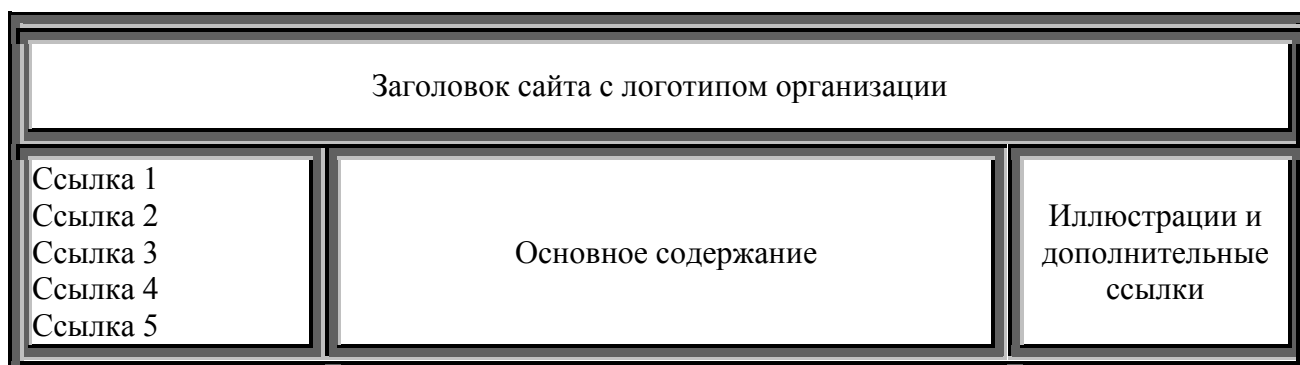 Заголовок сайта с логотипом организации
Ссылка 1
Ссылка 2
Ссылка 3
Ссылка 4
Ссылка 5
Основное содержание
Иллюстрации и
дополнительные
ссылки